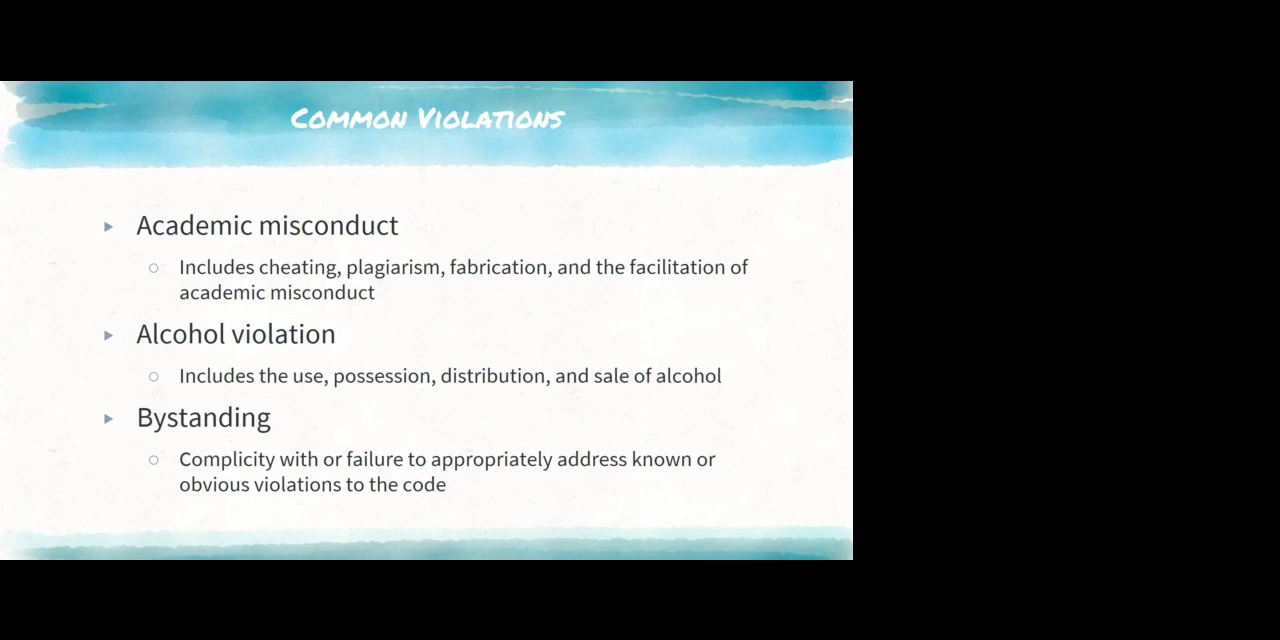 Common Violations
▸ Academic misconduct
○ Includes cheating, plagiarism, fabrication, and the facilitation of
academic misconduct
▸ Alcohol violation
○ Includes the use, possession, distribution, and sale of alcohol
▸ Bystanding
○ Complicity with or failure to appropriately address known or
obvious violations to the code